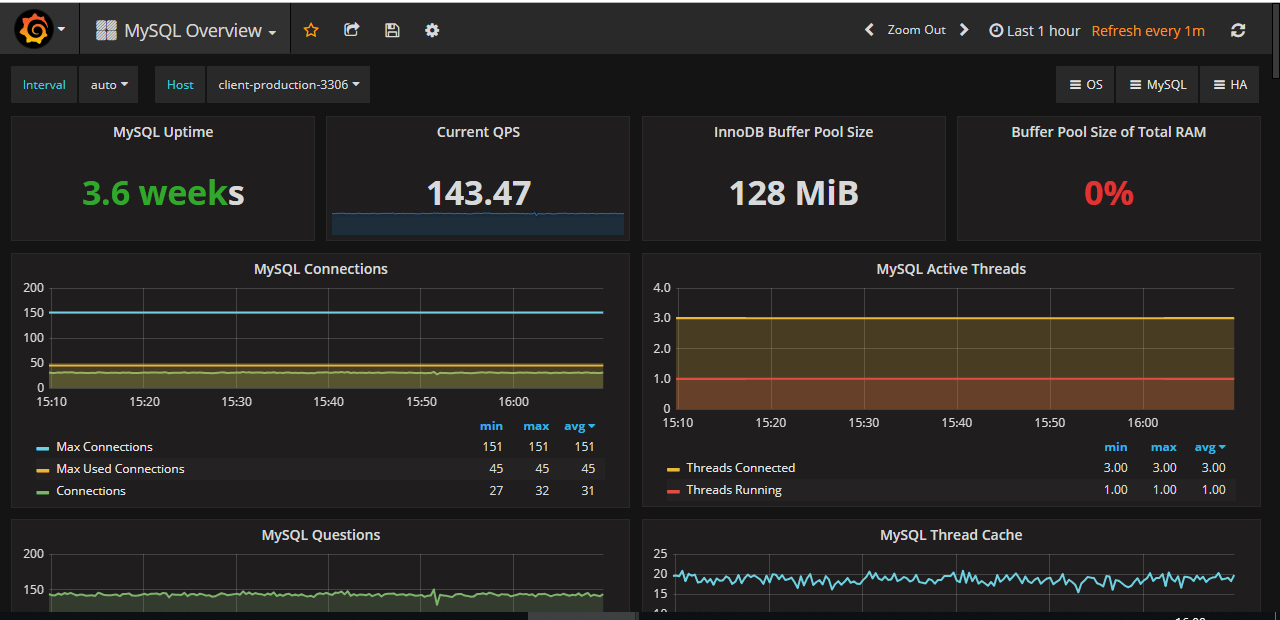 MySQL Overview
Zoom Out
Last 1 hour Refresh every 1m
Interval auto Host client-production-3306
OS MySQL HA
MySQL Uptime
3.6 weeks
Current QPS
143.47
InnoDB Buffer Pool Size
128 MiB
Buffer Pool Size of Total RAM
0%
MySQL Connections
200
150
100
50
0
15:10 15:20 15:30 15:40 15:50 16:00
min max avg
Max Connections 151 151 151
Max Used Connections 45 45 45
Connections 27 32 31
MySQL Active Threads
4.0
3.0
2.0
1.0
0
15:10 15:20 15:30 15:40 15:50 16:00
min max avg
Threads Connected 3.00 3.00 3.00
Threads Running 1.00 1.00 1.00
MySQL Questions
200
150
MySQL Thread Cache
25
20
15